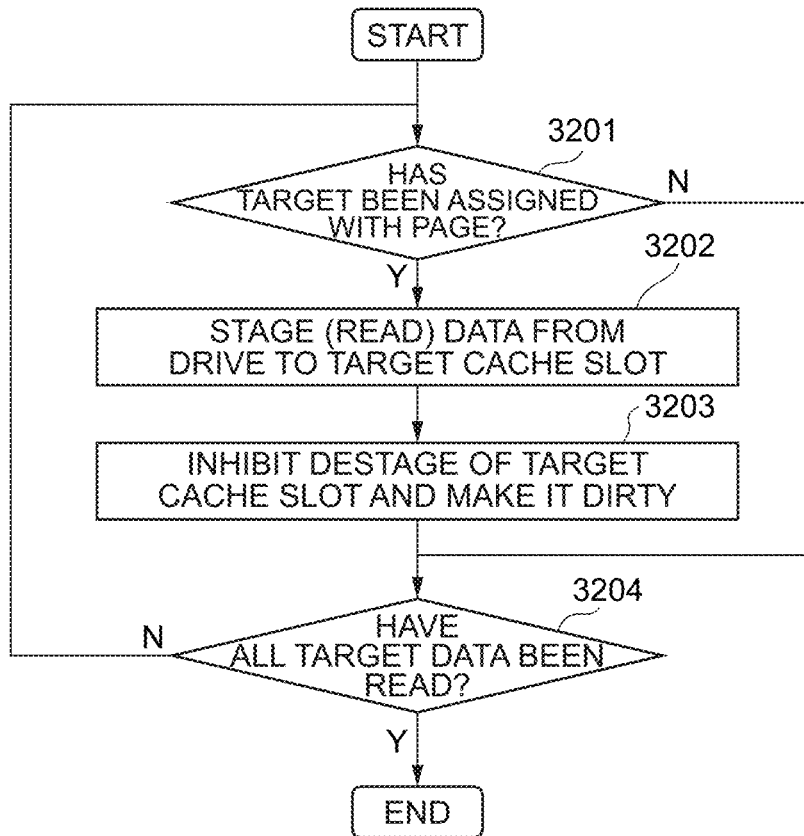 START
3201
HAS
TARGET BEEN ASSIGNED
WITH PAGE?
N
Y
3202
STAGE (READ) DATA FROM
DRIVE TO TARGET CACHE SLOT
3203
INHIBIT DESTAGE OF TARGET
CACHE SLOT AND MAKE IT DIRTY
3204
N
HAVE
ALL TARGET DATA BEEN
READ?
Y
END